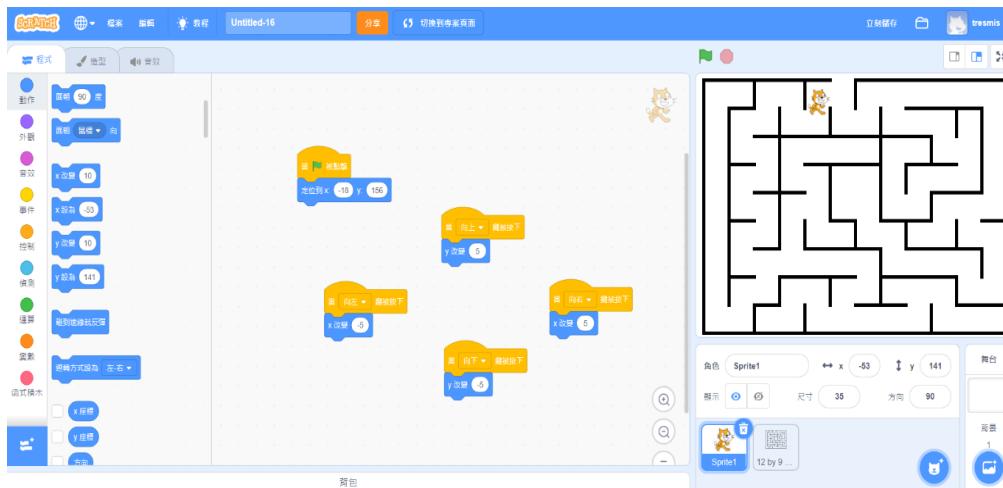 SCRATCH 檔案 編輯 教程 Untitled-16 分享 切換到專案頁面 立刻儲存 tresmis
程式 造型 音效
動作
外觀
音效
事件
控制
偵測
運算
變數
函式積木
面朝 90 度
面朝 鼠標 向
x 改變 10
x 設為 -53
y 改變 10
y 設為 141
碰到邊緣就反彈
迴轉方式設為 左-右
x 座標
y 座標
方向
當 被點擊
定位到 x: -18 y: 156
當 向上 鍵被按下
y 改變 5
當 向左 鍵被按下
x 改變 -5
當 向右 鍵被按下
x 改變 5
當 向下 鍵被按下
y 改變 -5
角色 Sprite1 x -53 y 141
顯示 尺寸 35 方向 90
Sprite1
12 by 9 ...
舞台
背景
1
背包